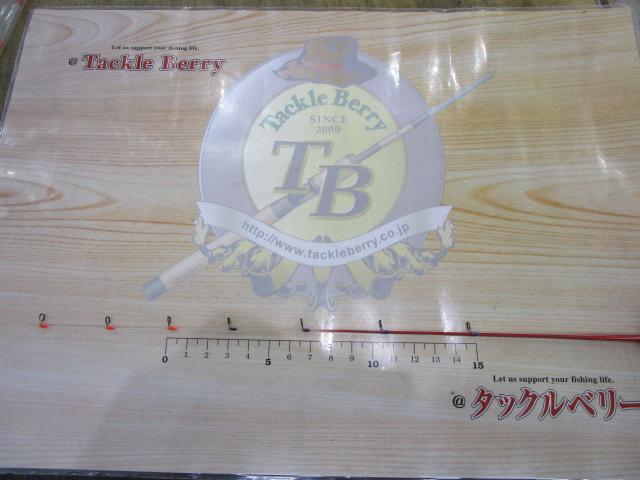 Let us support your fishing life.
@ Tackle Berry
Tackle Berry
SINCE
2000
TB
http://www.tackleberry.co.jp
0 1 2 3 4 5 6 7 8 9 10 11 12 13 14 15
Let us support your fishing life.
@ タックルベリー